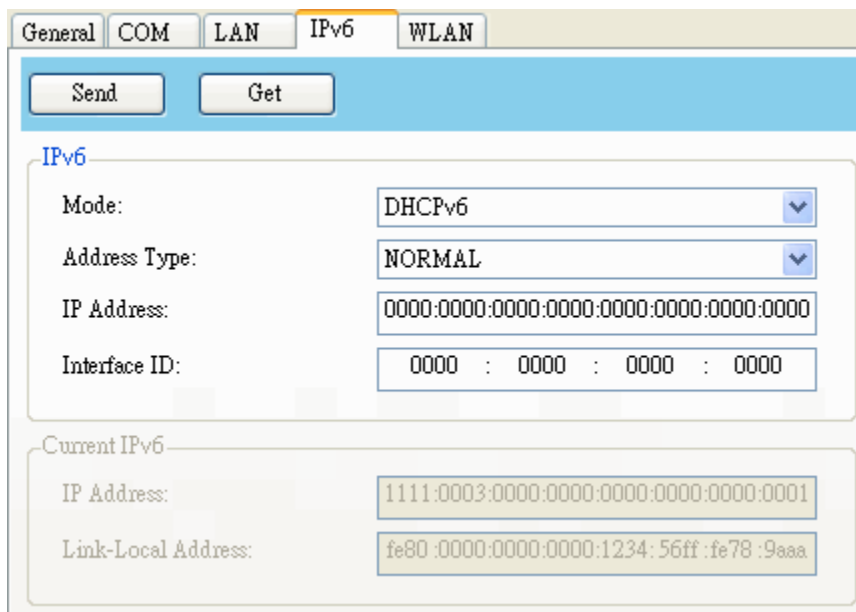 General COM LAN IPv6 WLAN
Send Get
IPv6
Mode: DHCPv6
Address Type: NORMAL
IP Address: 0000:0000:0000:0000:0000:0000:0000:0000
Interface ID: 0000 : 0000 : 0000 : 0000
Current IPv6
IP Address: 1111:0003:0000:0000:0000:0000:0000:0001
Link-Local Address: fe80 :0000:0000:0000:1234: 56ff :fe78 :9aaa